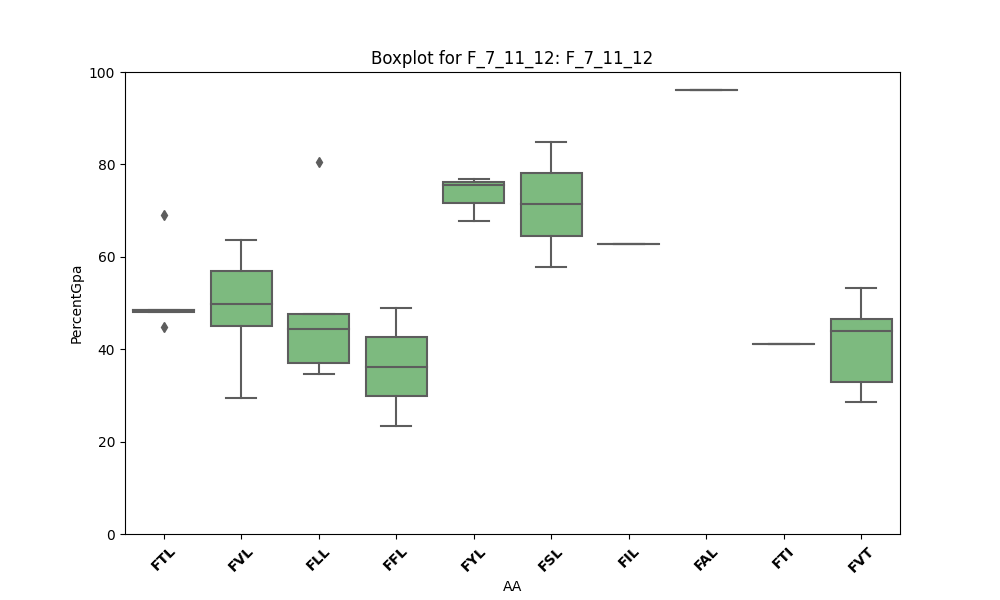 Boxplot for F_7_11_12: F_7_11_12
PercentGpa
100
80
60
40
20
0
FTL FVL FLL FFL FYL FSL FIL FAL FTI FVT
AA